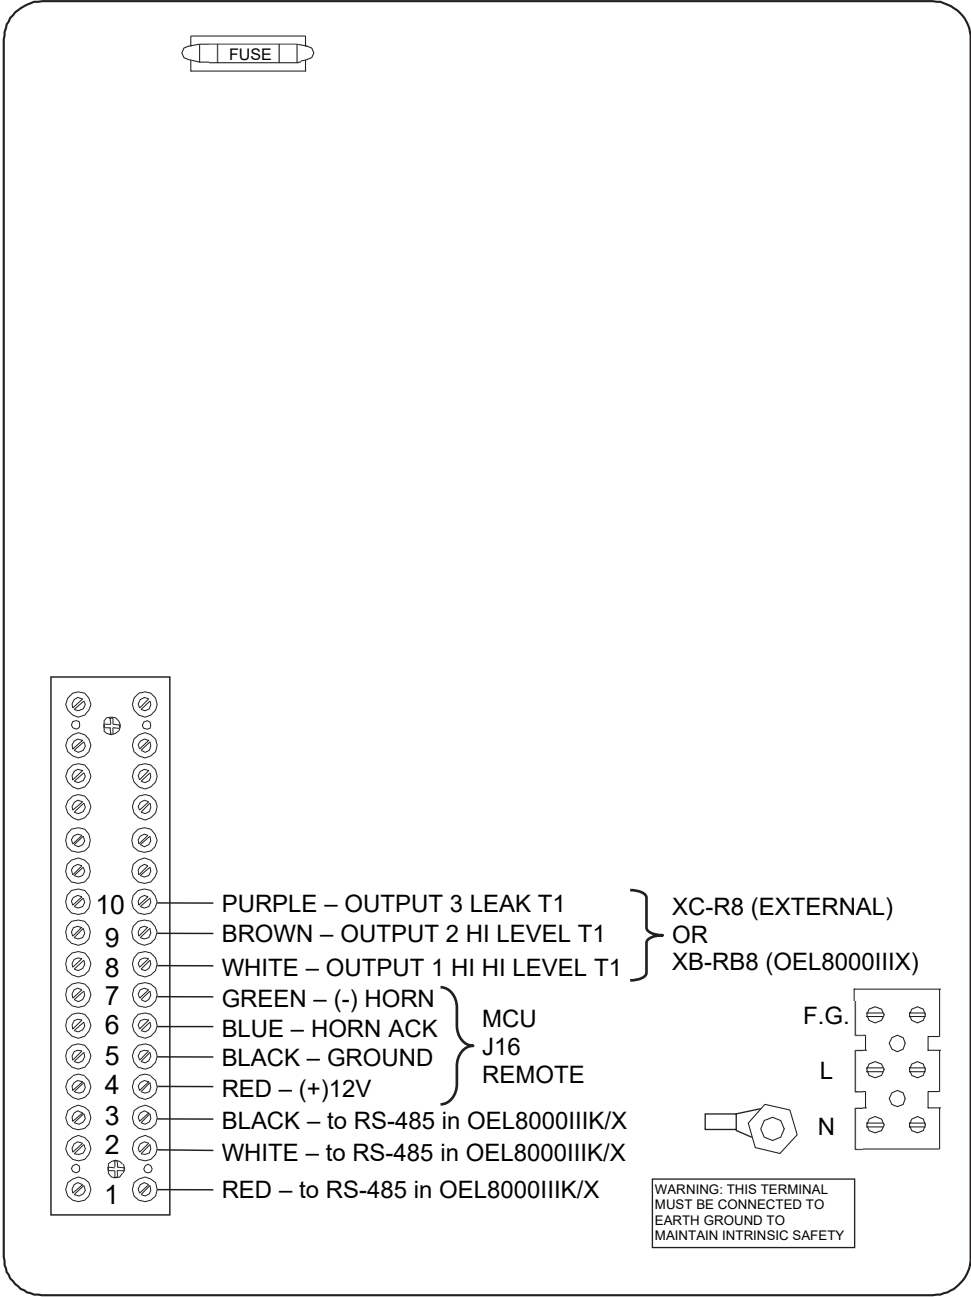 FUSE
10 PURPLE – OUTPUT 3 LEAK T1
9 BROWN – OUTPUT 2 HI LEVEL T1
8 WHITE – OUTPUT 1 HI HI LEVEL T1
XC-R8 (EXTERNAL)
OR
XB-RB8 (OEL8000IIIX)
7 GREEN – (-) HORN
6 BLUE – HORN ACK
5 BLACK – GROUND
4 RED – (+)12V
MCU
J16
REMOTE
3 BLACK – to RS-485 in OEL8000IIIK/X
2 WHITE – to RS-485 in OEL8000IIIK/X
1 RED – to RS-485 in OEL8000IIIK/X
F.G.
L
N
WARNING: THIS TERMINAL
MUST BE CONNECTED TO
EARTH GROUND TO
MAINTAIN INTRINSIC SAFETY